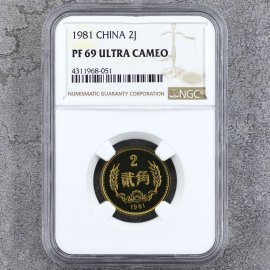 1981 CHINA 2J
PF 69 ULTRA CAMEO
4311968-051
NUMISMATIC GUARANTY CORPORATION
NGC
2
贰角
1981